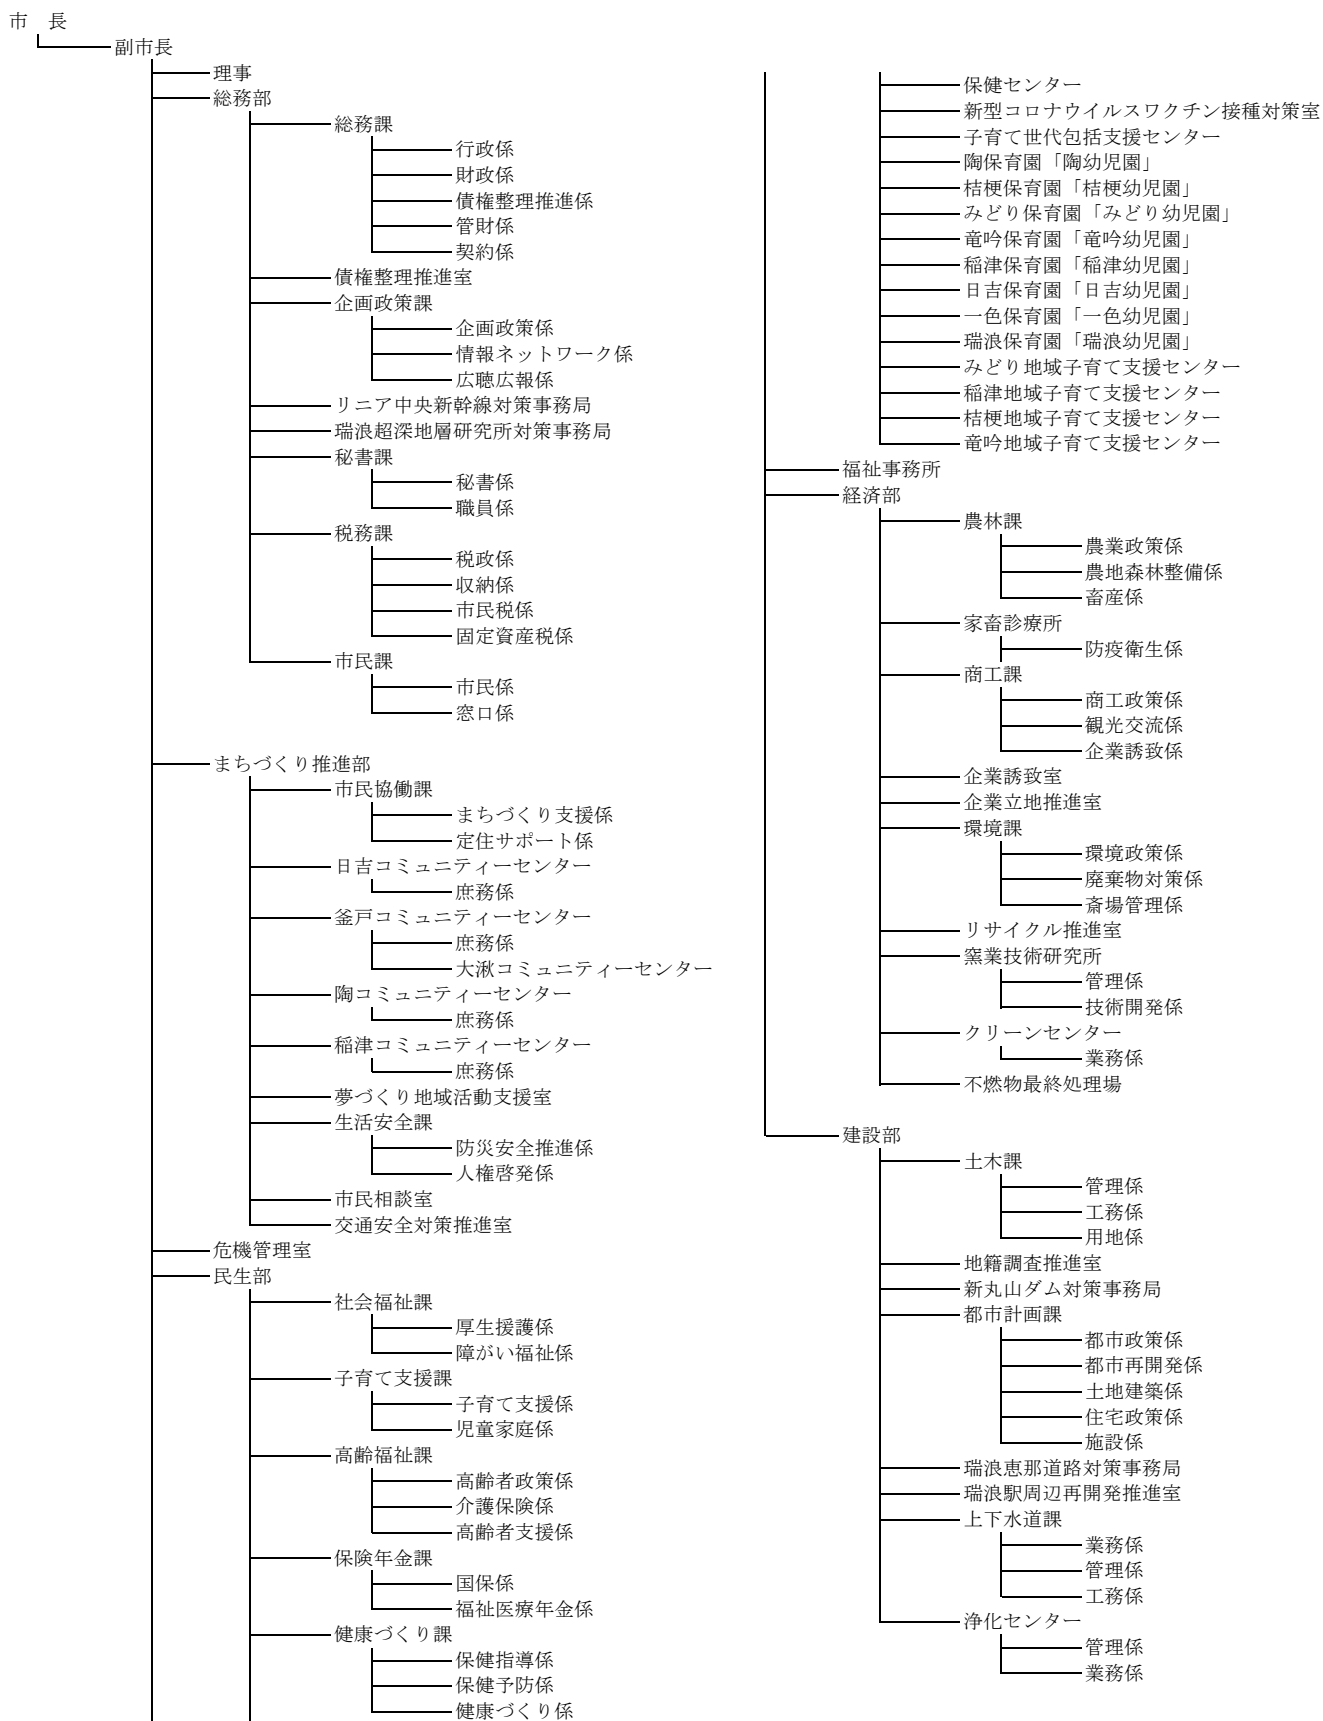 市　長
副市長
理事
総務部
総務課
行政係
財政係
債権整理推進係
管財係
契約係
債権整理推進室
企画政策課
企画政策係
情報ネットワーク係
広聴広報係
リニア中央新幹線対策事務局
瑞浪超深地層研究所対策事務局
秘書課
秘書係
職員係
税務課
税政係
収納係
市民税係
固定資産税係
市民課
市民係
窓口係
まちづくり推進部
市民協働課
まちづくり支援係
定住サポート係
日吉コミュニティーセンター
庶務係
釜戸コミュニティーセンター
庶務係
大湫コミュニティーセンター
陶コミュニティーセンター
庶務係
稲津コミュニティーセンター
庶務係
夢づくり地域活動支援室
生活安全課
防災安全推進係
人権啓発係
市民相談室
交通安全対策推進室
危機管理室
民生部
社会福祉課
厚生援護係
障がい福祉係
子育て支援課
子育て支援係
児童家庭係
高齢福祉課
高齢者政策係
介護保険係
高齢者支援係
保険年金課
国保係
福祉医療年金係
健康づくり課
保健指導係
保健予防係
健康づくり係
保健センター
新型コロナウイルスワクチン接種対策室
子育て世代包括支援センター
陶保育園「陶幼児園」
桔梗保育園「桔梗幼児園」
みどり保育園「みどり幼児園」
竜吟保育園「竜吟幼児園」
稲津保育園「稲津幼児園」
日吉保育園「日吉幼児園」
一色保育園「一色幼児園」
瑞浪保育園「瑞浪幼児園」
みどり地域子育て支援センター
稲津地域子育て支援センター
桔梗地域子育て支援センター
竜吟地域子育て支援センター
福祉事務所
経済部
農林課
農業政策係
農地森林整備係
畜産係
家畜診療所
防疫衛生係
商工課
商工政策係
観光交流係
企業誘致係
企業誘致室
企業立地推進室
環境課
環境政策係
廃棄物対策係
斎場管理係
リサイクル推進室
窯業技術研究所
管理係
技術開発係
クリーンセンター
業務係
不燃物最終処理場
建設部
土木課
管理係
工務係
用地係
地籍調査推進室
新丸山ダム対策事務局
都市計画課
都市政策係
都市再開発係
土地建築係
住宅政策係
施設係
瑞浪恵那道路対策事務局
瑞浪駅周辺再開発推進室
上下水道課
業務係
管理係
工務係
浄化センター
管理係
業務係